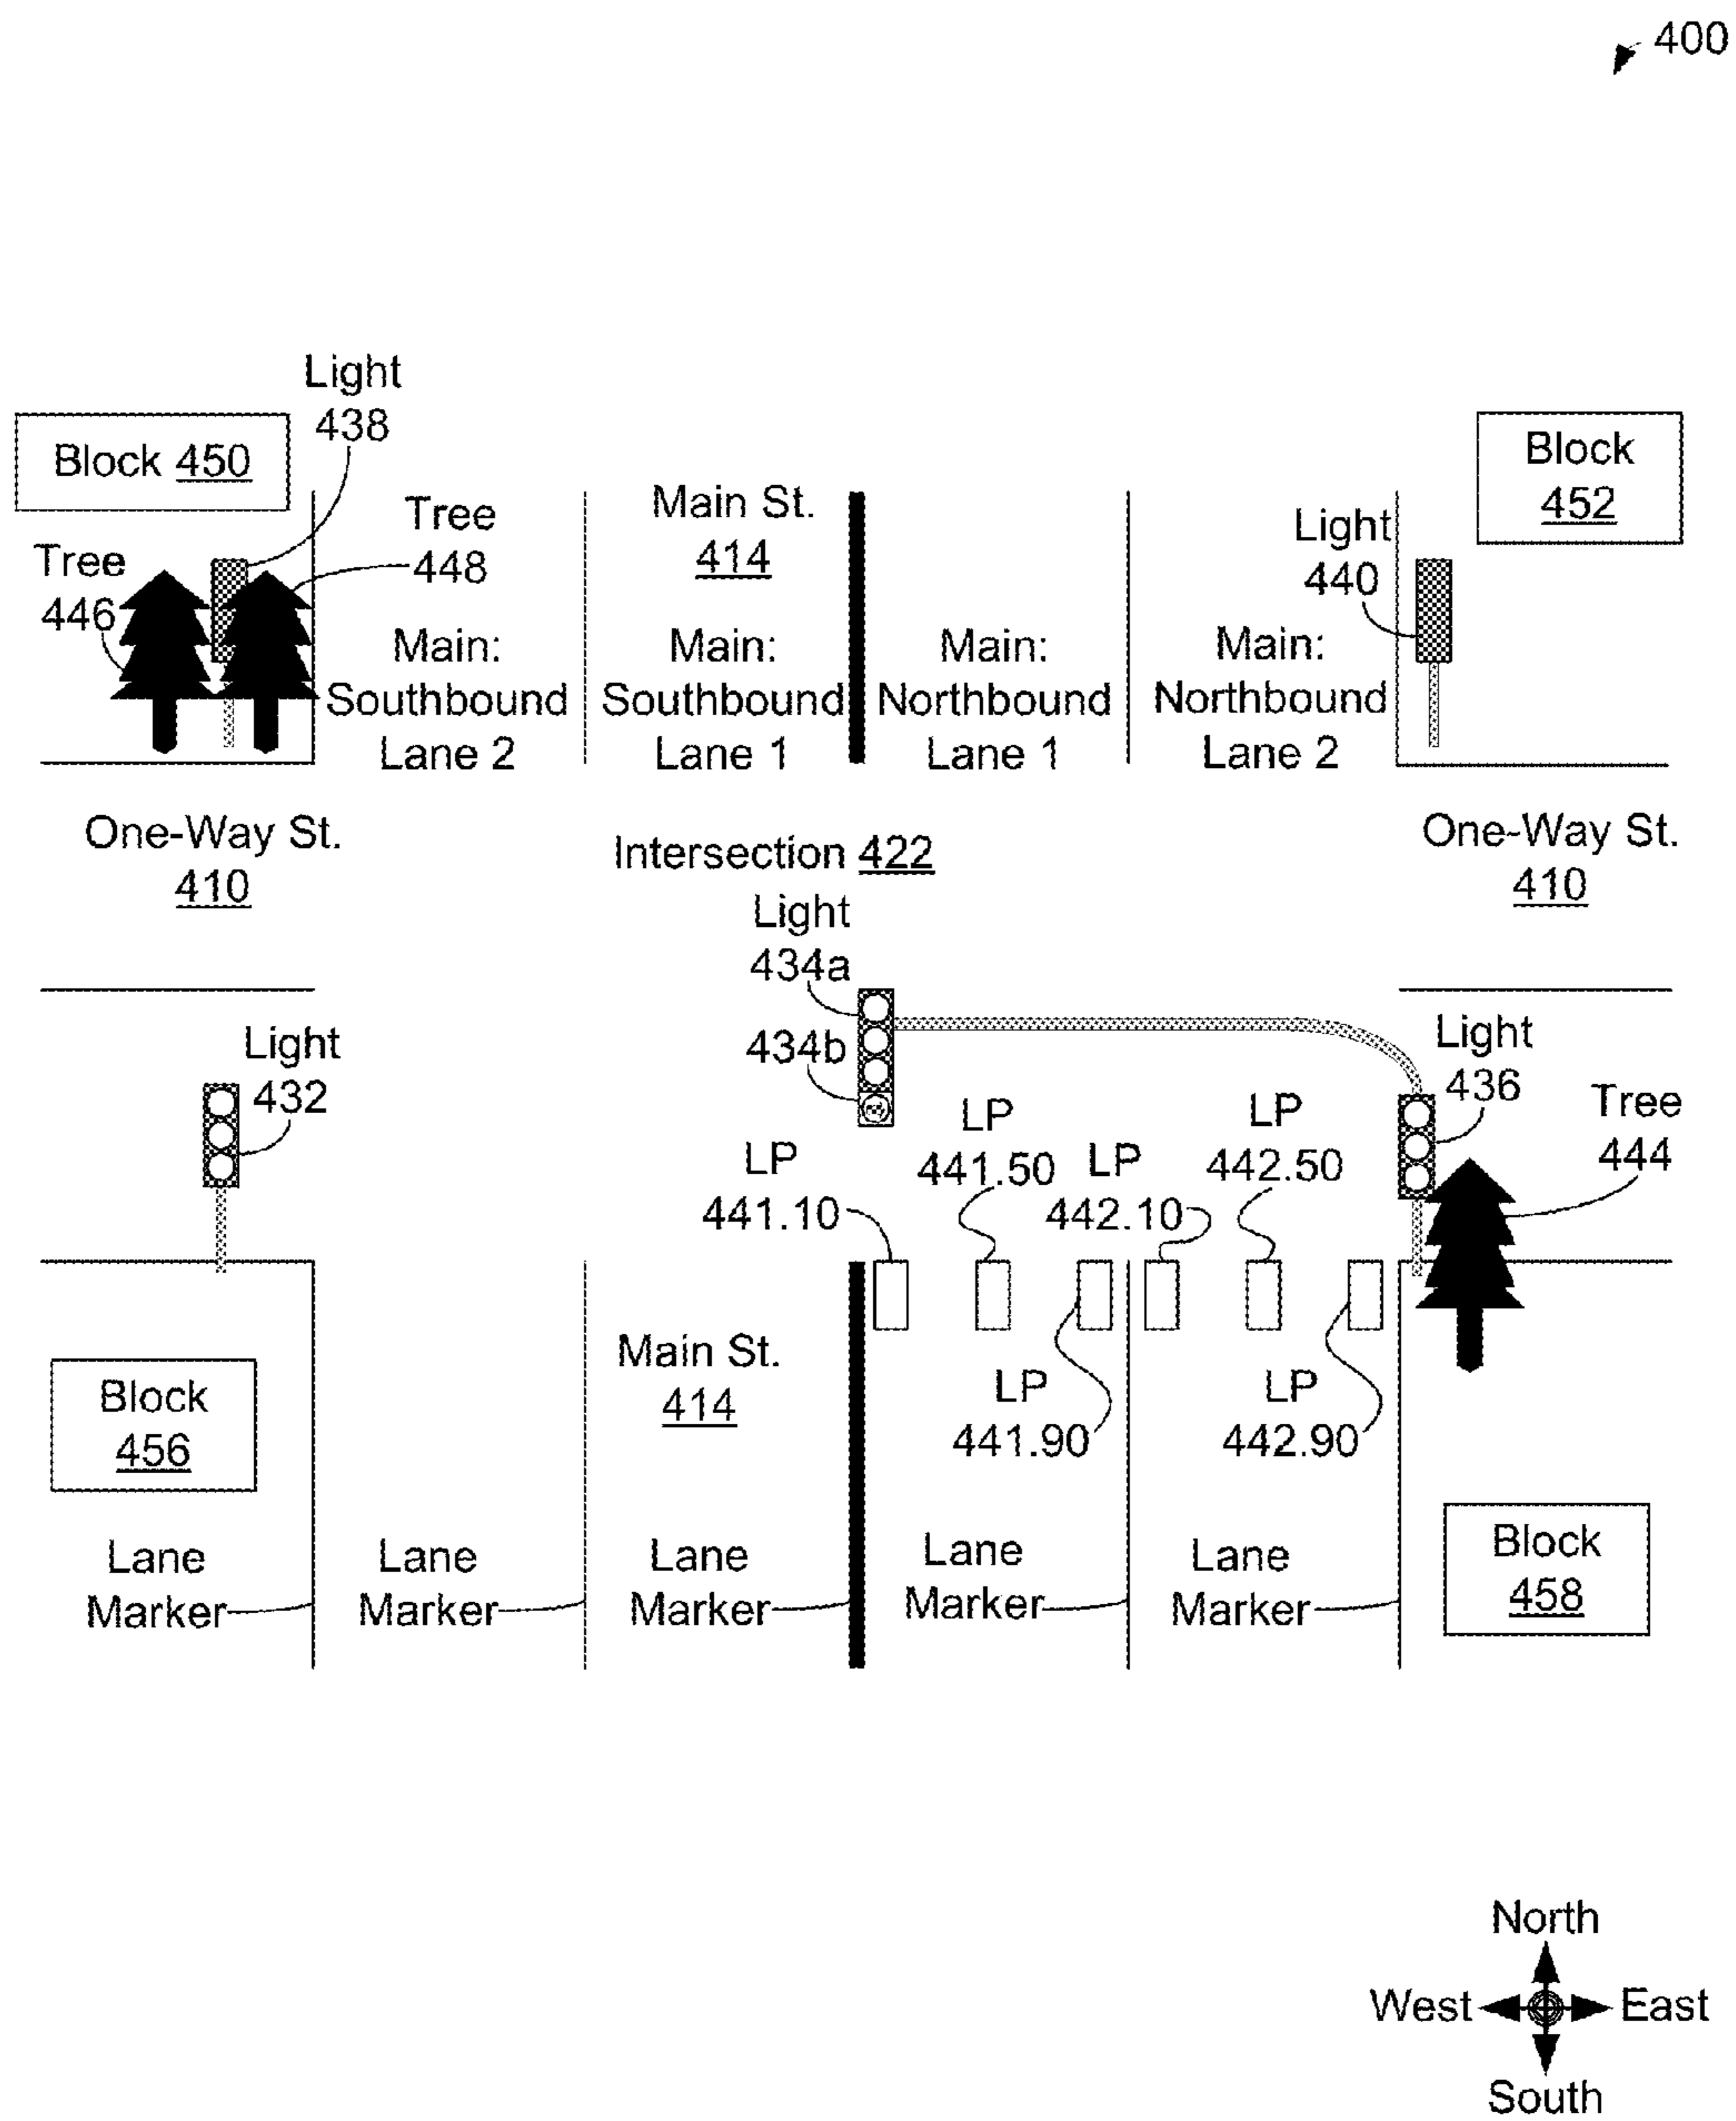 400
Light
438
Block 450
Block
452
Tree
448
Main St.
414
Light
440
Tree
446
Main:
Southbound
Lane 2
Main:
Southbound
Lane 1
Main:
Northbound
Lane 1
Main:
Northbound
Lane 2
One-Way St.
410
Intersection 422
One-Way St.
410
Light
434a
434b
Light
432
Light
436
Tree
444
LP
441.10
LP
441.50
LP
442.10
LP
442.50
Main St.
414
LP
441.90
LP
442.90
Block
456
Block
458
Lane
Marker
Lane
Marker
Lane
Marker
Lane
Marker
Lane
Marker
North
West
East
South